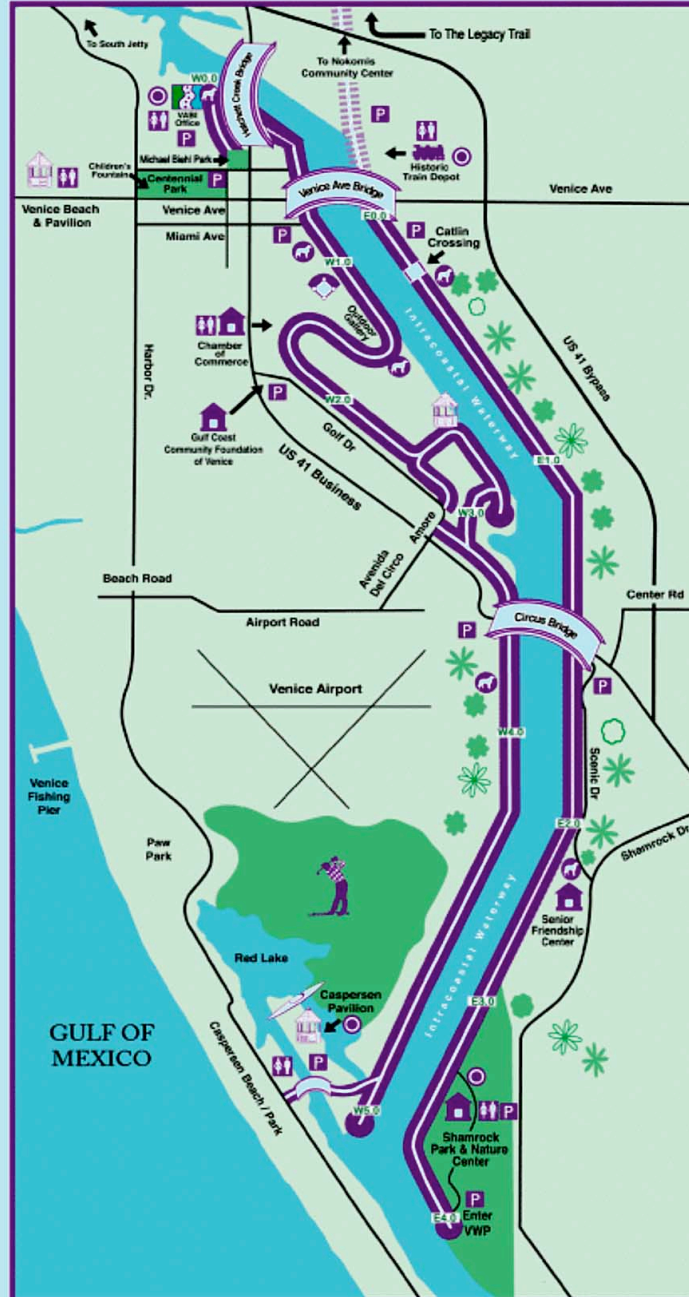 To South Jetty
To The Legacy Trail
To Nokomis
Community Center
Hatchett Creek Bridge
W0.0
VABI
Office
P
P
Historic
Train Depot
Michael Biehl Park
Children's
Fountain
Centennial
Park
P
Venice Ave Bridge
Venice Ave
Venice Beach
& Pavilion
Venice Ave
E0.0
Miami Ave
P
P
Catlin
Crossing
W1.0
Outdoor
Gallery
Intracoastal Waterway
US 41 Bypass
Chamber
of
Commerce
Harbor Dr.
P
W2.0
Golf Dr
Gulf Coast
Community Foundation
of Venice
US 41 Business
E1.0
W3.0
Amore
Avenida
Del Circo
Beach Road
Center Rd
Airport Road
Circus Bridge
P
Venice Airport
P
W4.0
Scenic Dr
Venice
Fishing
Pier
E2.0
Shamrock Dr
Paw
Park
Senior
Friendship
Center
Intracoastal Waterway
Red Lake
Caspersen
Pavilion
E3.0
GULF OF
MEXICO
Caspersen Beach / Park
P
W5.0
P
Shamrock
Park & Nature
Center
P
E4.0
Enter
VWP